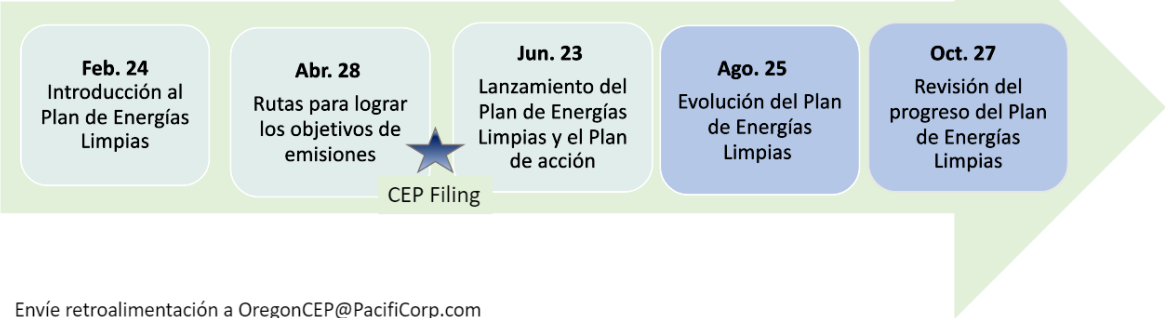 Feb. 24
Introducción al
Plan de Energías
Limpias
Abr. 28
Rutas para lograr
los objetivos de
emisiones
CEP Filing
Jun. 23
Lanzamiento del
Plan de Energías
Limpias y el Plan
de acción
Ago. 25
Evolución del Plan
de Energías
Limpias
Oct. 27
Revisión del
progreso del Plan
de Energías
Limpias
Envíe retroalimentación a OregonCEP@PacifiCorp.com